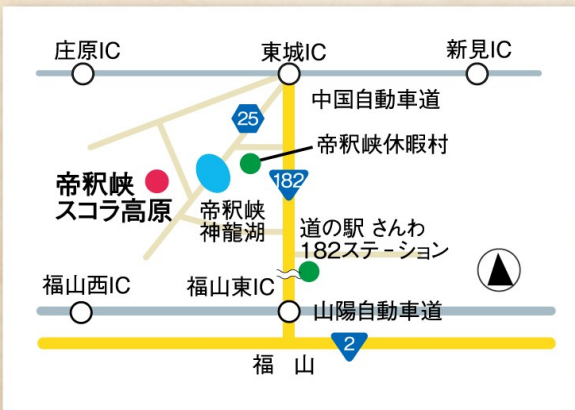 庄原IC
東城IC
新見IC
中国自動車道
25
帝釈峡休暇村
帝釈峡
スコラ高原
182
帝釈峡
神龍湖
道の駅 さんわ
182ステーション
福山西IC
福山東IC
山陽自動車道
2
福 山